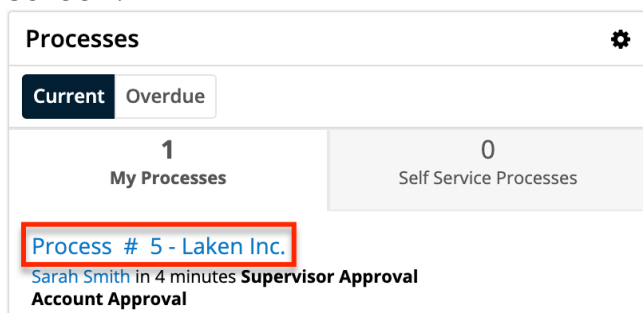 Processes
Current Overdue
1
My Processes
0
Self Service Processes
Process # 5 - Laken Inc.
Sarah Smith in 4 minutes Supervisor Approval
Account Approval